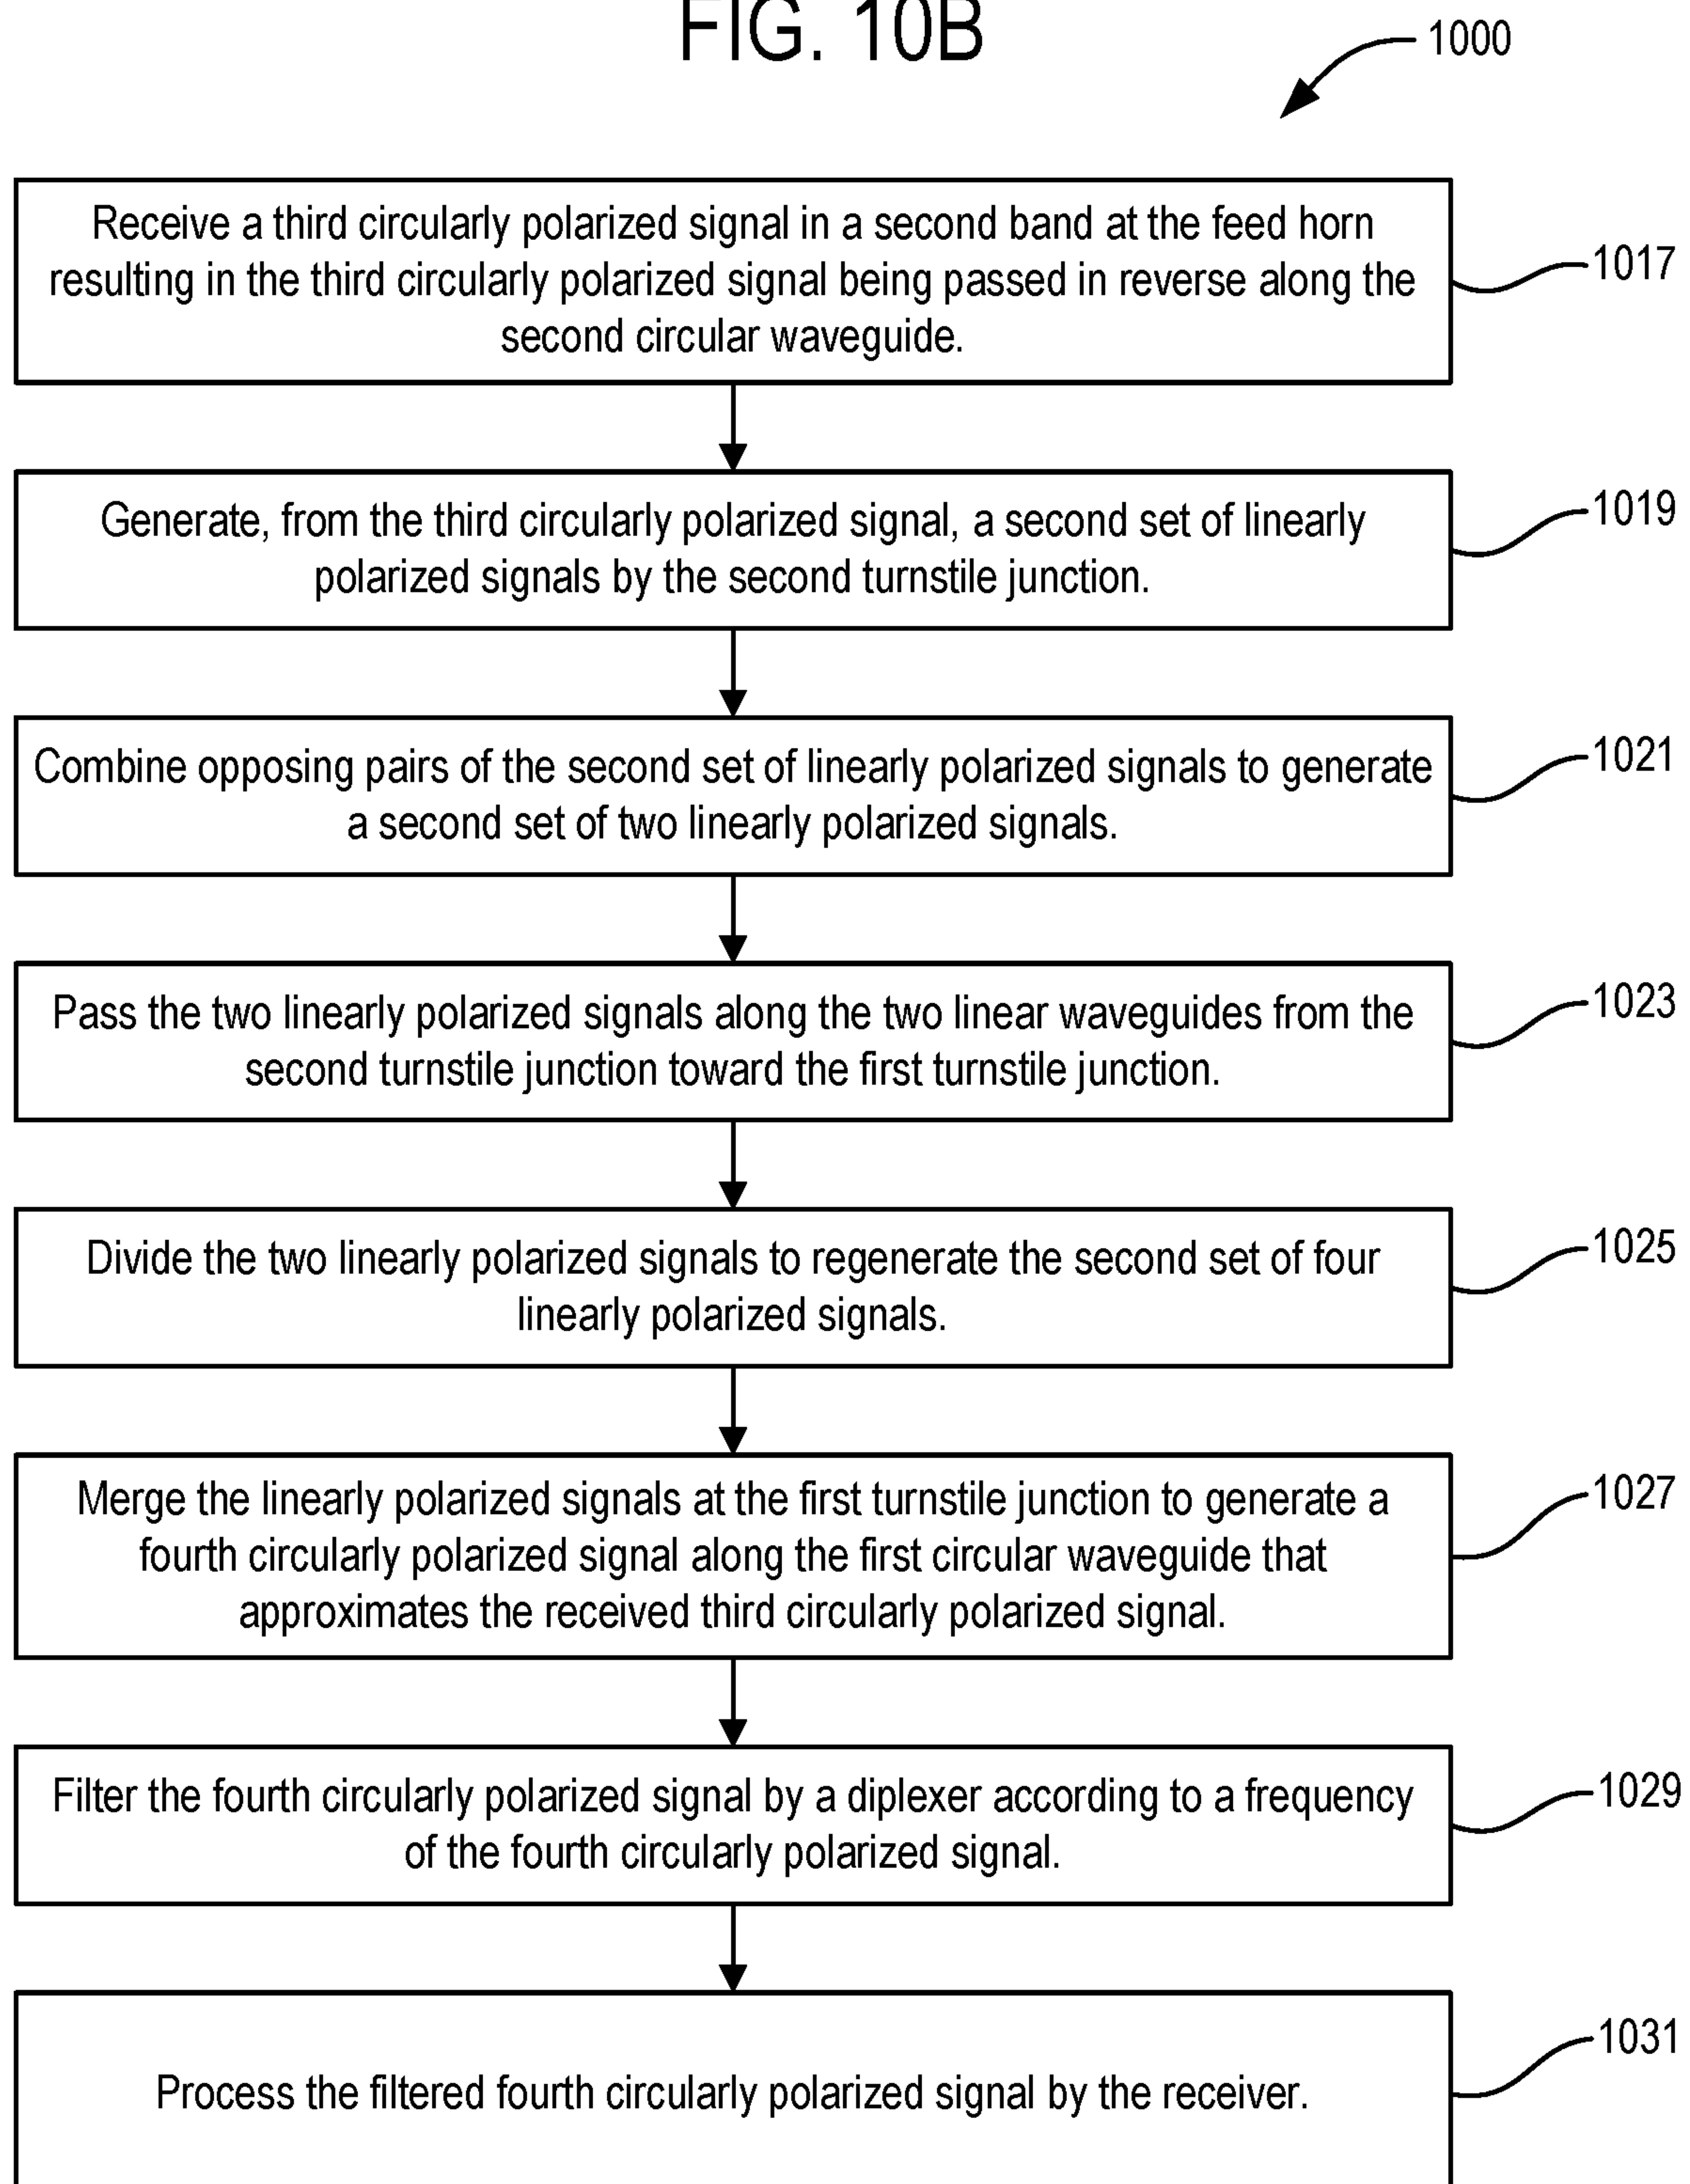 FIG. 10B
1000
Receive a third circularly polarized signal in a second band at the feed horn
resulting in the third circularly polarized signal being passed in reverse along the
second circular waveguide.
1017
Generate, from the third circularly polarized signal, a second set of linearly
polarized signals by the second turnstile junction.
1019
Combine opposing pairs of the second set of linearly polarized signals to generate
a second set of two linearly polarized signals.
1021
Pass the two linearly polarized signals along the two linear waveguides from the
second turnstile junction toward the first turnstile junction.
1023
Divide the two linearly polarized signals to regenerate the second set of four
linearly polarized signals.
1025
Merge the linearly polarized signals at the first turnstile junction to generate a
fourth circularly polarized signal along the first circular waveguide that
approximates the received third circularly polarized signal.
1027
Filter the fourth circularly polarized signal by a diplexer according to a frequency
of the fourth circularly polarized signal.
1029
Process the filtered fourth circularly polarized signal by the receiver.
1031